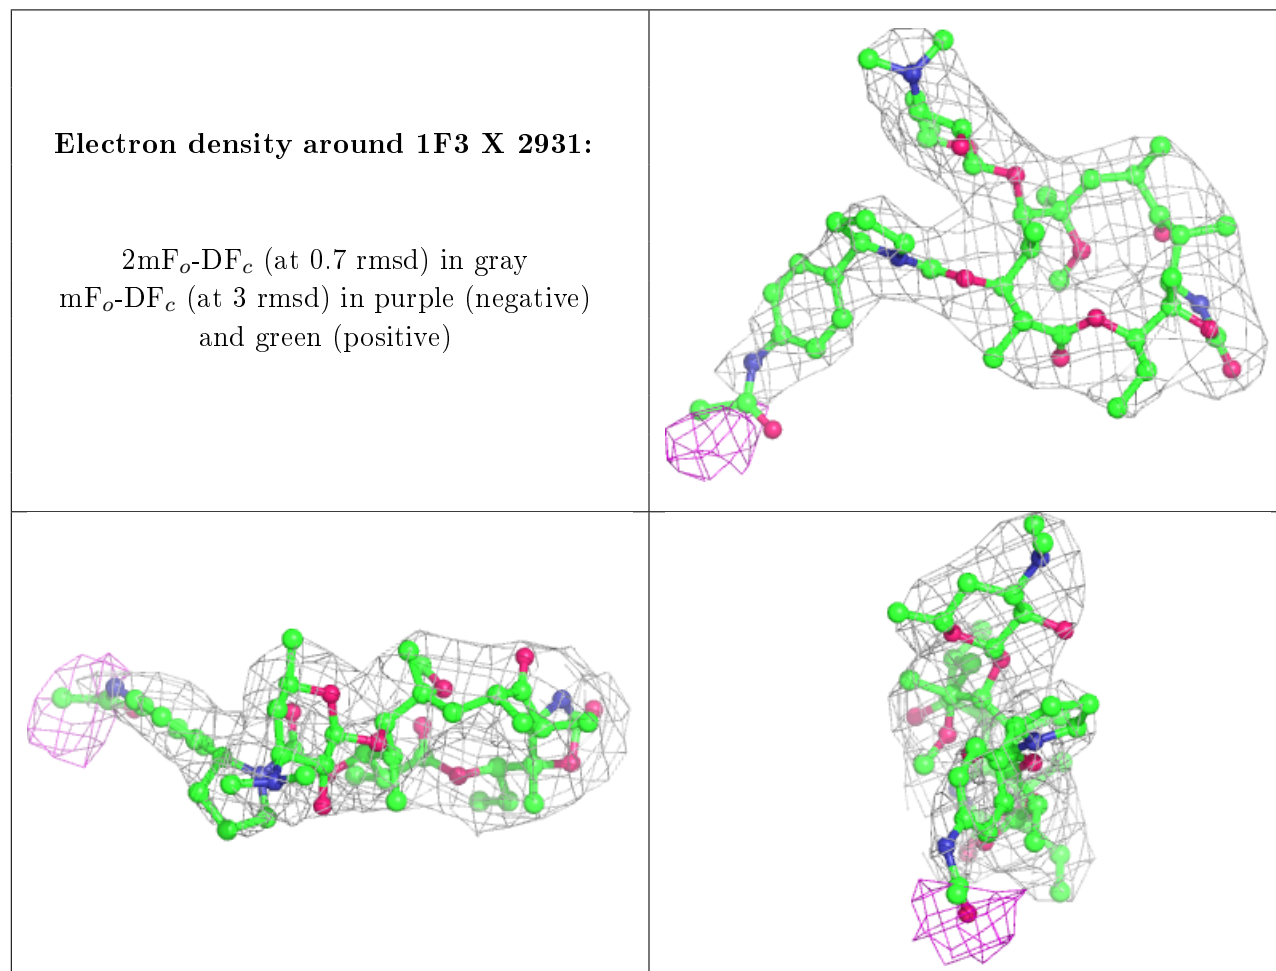 Electron density around 1F3 X 2931:
2mFₒ-DF𝒸 (at 0.7 rmsd) in gray
mFₒ-DF𝒸 (at 3 rmsd) in purple (negative)
and green (positive)